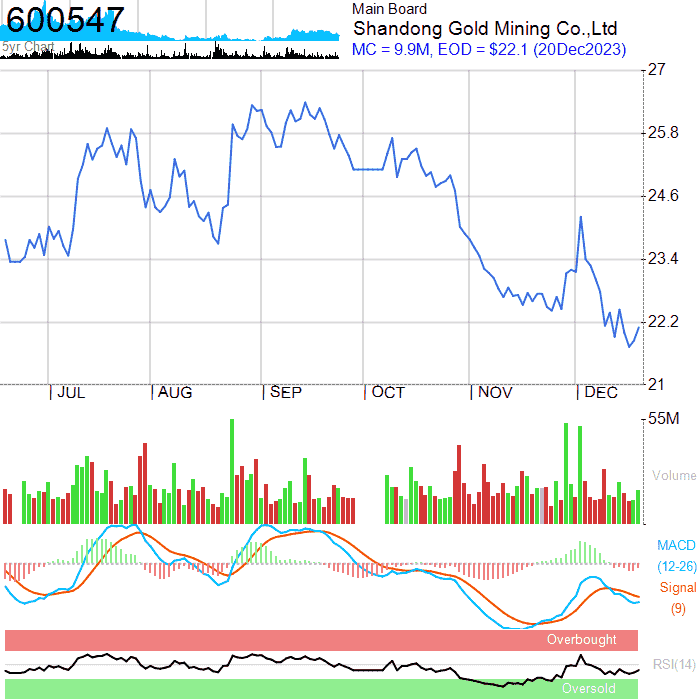 600547
5yr Chart
Main Board
Shandong Gold Mining Co.,Ltd
MC = 9.9M, EOD = $22.1 (20Dec2023)
27
25.8
24.6
23.4
22.2
21
JUL AUG SEP OCT NOV DEC
55M
Volume
MACD
(12-26)
Signal
(9)
Overbought
RSI(14)
Oversold